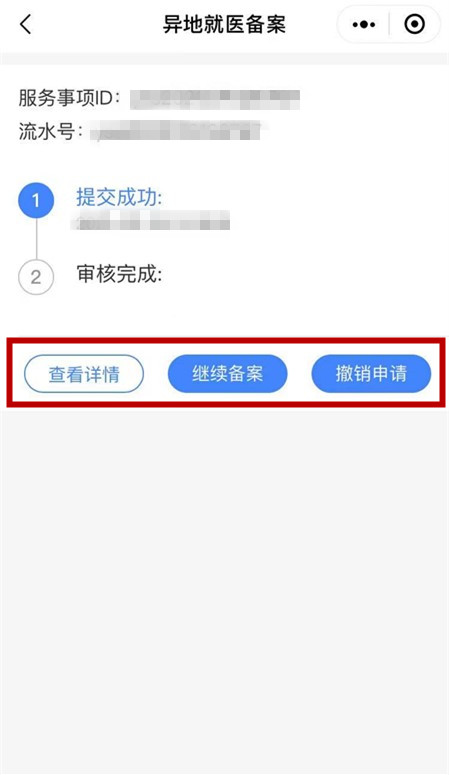 异地就医备案
服务事项ID：
流水号：
1 提交成功:
2 审核完成:
查看详情 继续备案 撤销申请